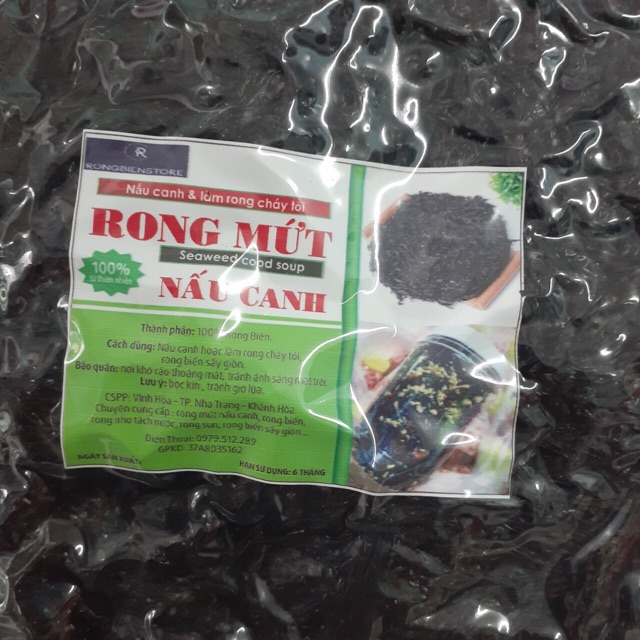 R
RONGBIENSTORE
Nấu canh & làm rong cháy tỏi
RONG MỨT
Seaweed cood soup
100%
từ thiên nhiên
NẤU CANH
Thành phần: 100% Rong Biển.
Cách dùng: Nấu canh hoặc làm rong cháy tỏi,
rong biển sấy giòn.
Bảo quản: nơi khô ráo thoáng mát, tránh ánh sáng mặt trời.
Lưu ý: bọc kín, tránh gió lùa.
CSPP: Vĩnh Hòa - TP. Nha Trang - Khánh Hòa
Chuyên cung cấp: rong mứt nấu canh, rong biển,
rong nho tách nước, rong sụn, rong biển sấy giòn...
Điện Thoại: 0979.512.289
GPKD: 37A8035162
NGÀY SẢN XUẤT:
HẠN SỬ DỤNG: 6 THÁNG